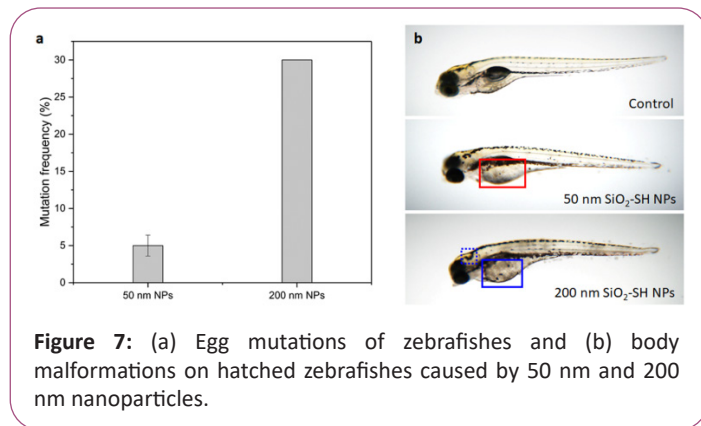 a
30
25
20
15
10
5
0
Mutation frequency (%)
50 nm NPs
200 nm NPs
b
Control
50 nm SiO₂-SH NPs
200 nm SiO₂-SH NPs
Figure 7: (a) Egg mutations of zebrafishes and (b) body
malformations on hatched zebrafishes caused by 50 nm and 200
nm nanoparticles.